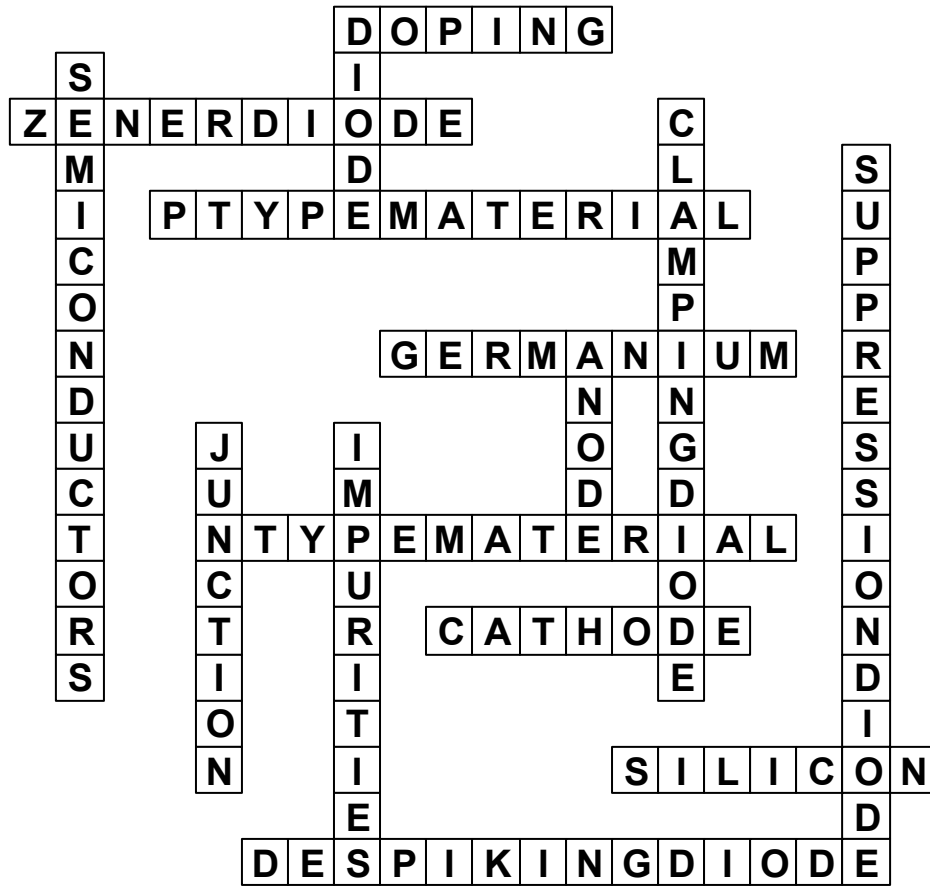 DOPING
DIODE
SEMICONDUCTORS
ZENERDIODE
CLAMPINGDIODE
SUPPRESSIONDIODE
PTYPEMATERIAL
GERMANIUM
ANODE
JUNCTION
IMPURITIES
NTYPEMATERIAL
CATHODE
SILICON
DESPIKINGDIODE